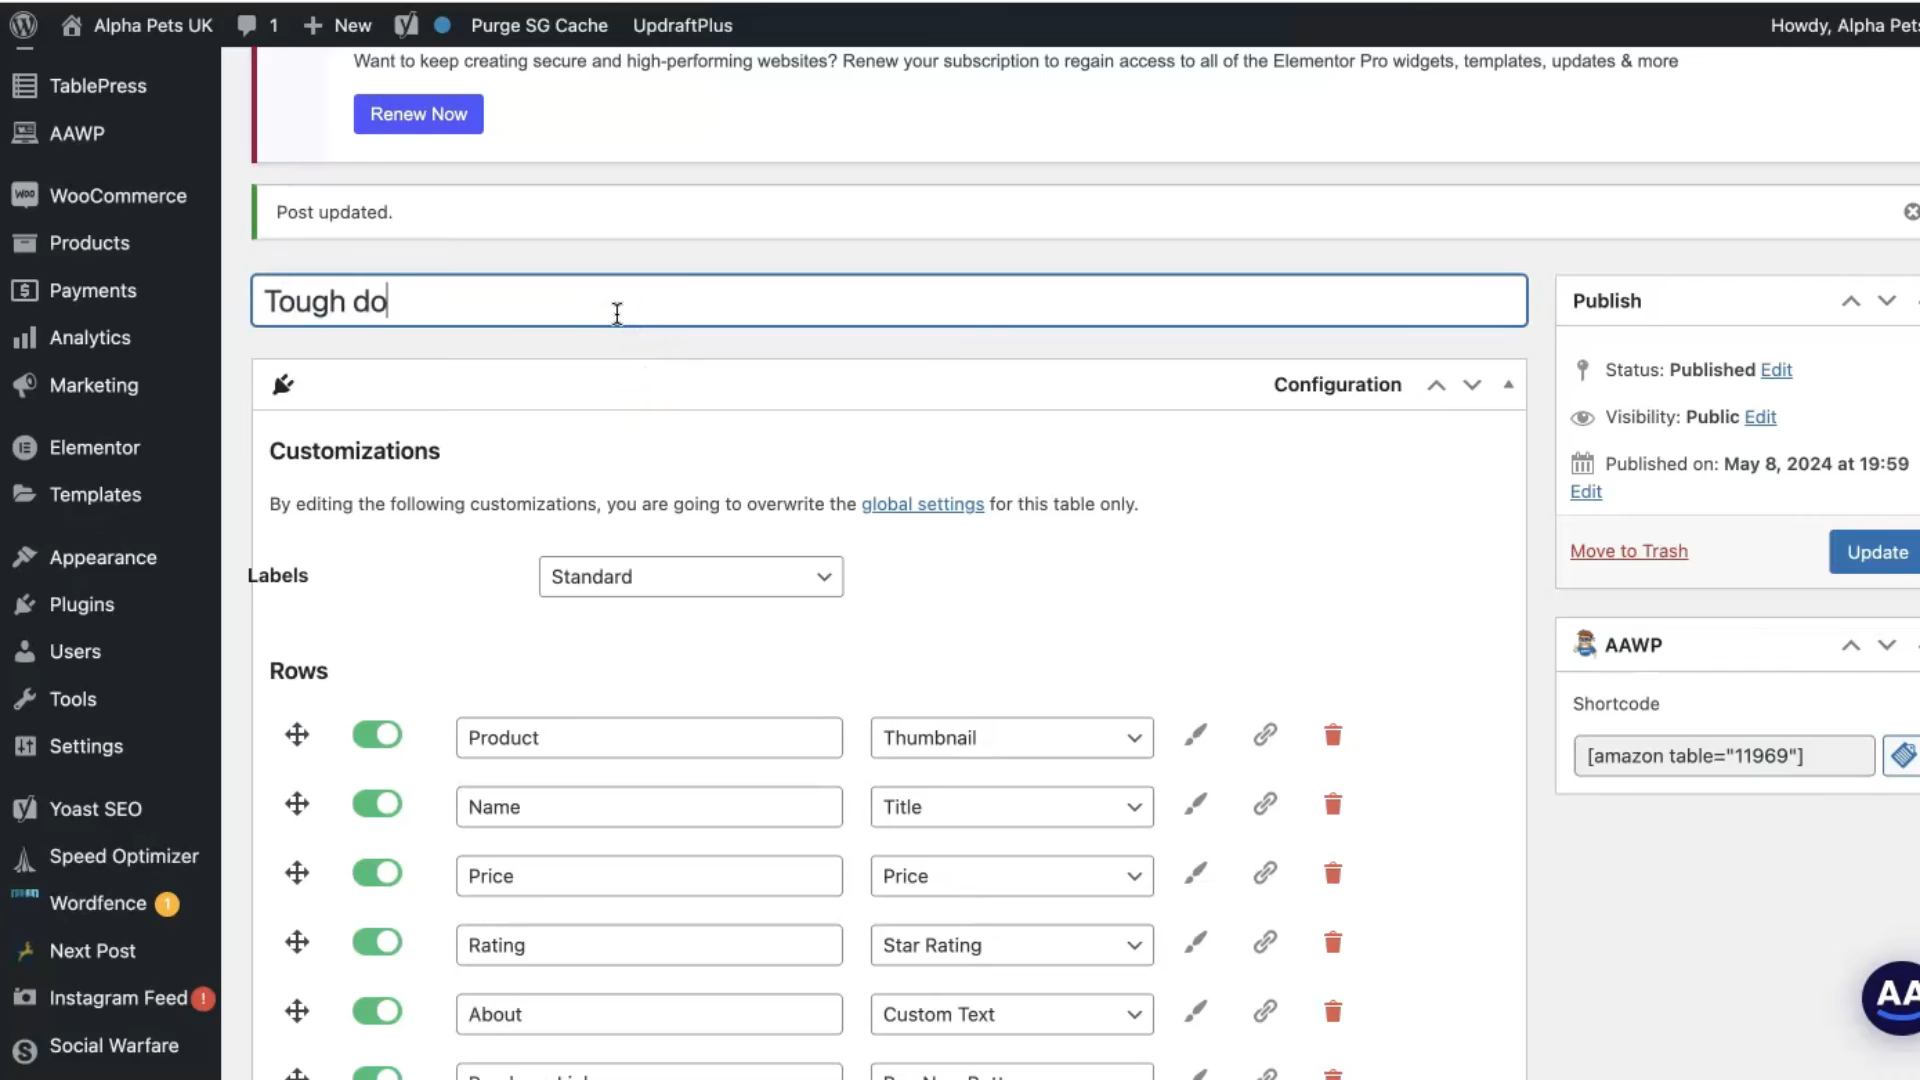 Alpha Pets UK
1
New
Purge SG Cache
UpdraftPlus
Howdy, Alpha Pets
TablePress
AAWP
WooCommerce
Products
Payments
Analytics
Marketing
Elementor
Templates
Appearance
Plugins
Users
Tools
Settings
Yoast SEO
Speed Optimizer
Wordfence 1
Next Post
Instagram Feed !
Social Warfare
Want to keep creating secure and high-performing websites? Renew your subscription to regain access to all of the Elementor Pro widgets, templates, updates & more
Renew Now
Post updated.
Tough do
Configuration
Customizations
By editing the following customizations, you are going to overwrite the global settings for this table only.
Labels
Standard
Rows
Product
Thumbnail
Name
Title
Price
Price
Rating
Star Rating
About
Custom Text
Publish
Status: Published Edit
Visibility: Public Edit
Published on: May 8, 2024 at 19:59
Edit
Move to Trash
Update
AAWP
Shortcode
[amazon table="11969"]
AA